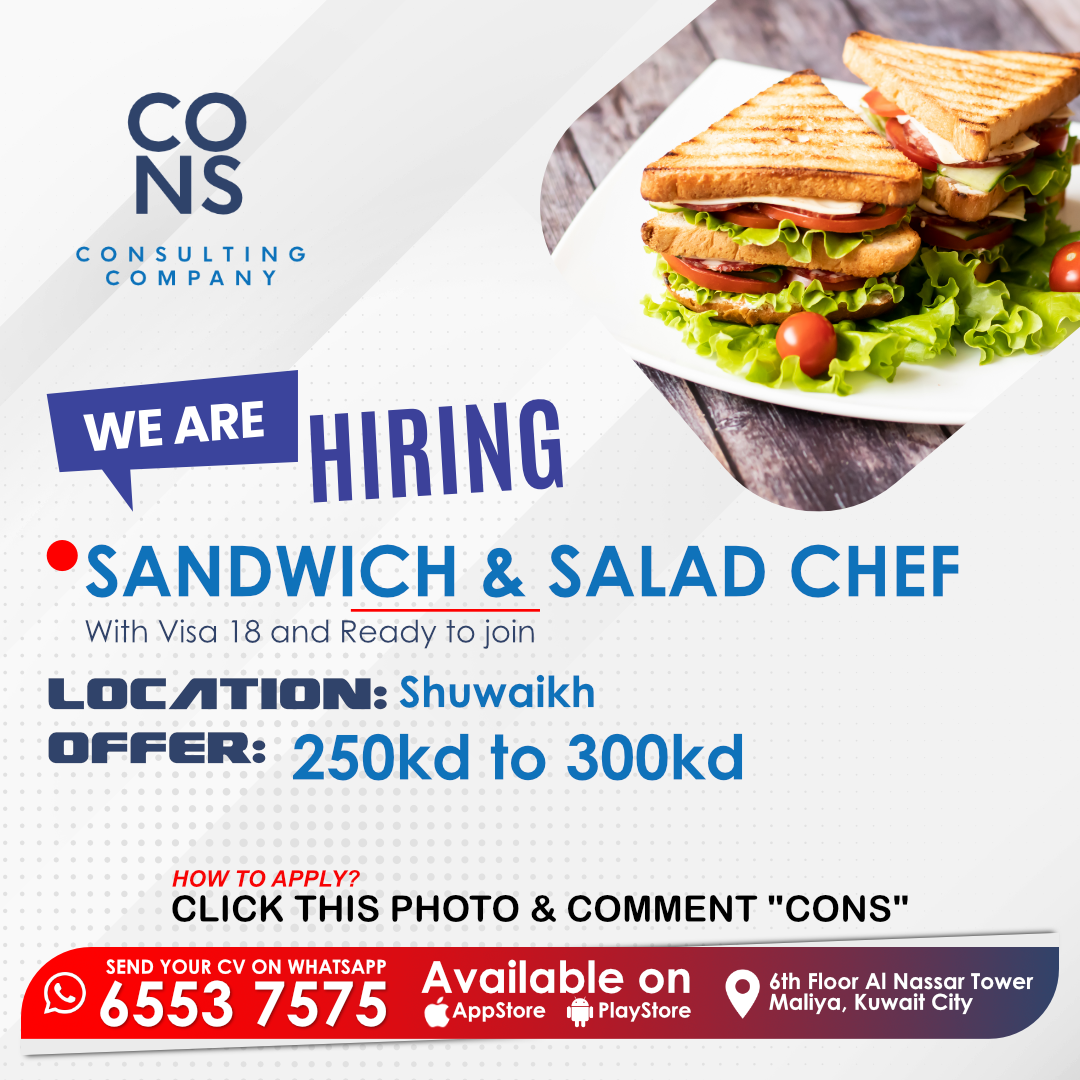 CO
NS
CONSULTING
COMPANY
WE ARE HIRING
SANDWICH & SALAD CHEF
With Visa 18 and Ready to join
LOCATION: Shuwaikh
OFFER: 250kd to 300kd
HOW TO APPLY?
CLICK THIS PHOTO & COMMENT "CONS"
SEND YOUR CV ON WHATSAPP
6553 7575
Available on
AppStore PlayStore
6th Floor Al Nassar Tower
Maliya, Kuwait City